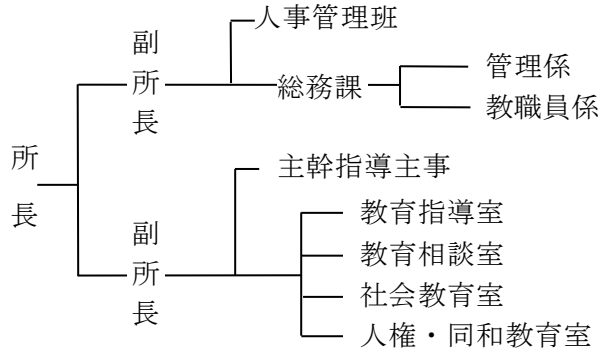 所長
副所長
人事管理班
総務課
管理係
教職員係
副所長
主幹指導主事
教育指導室
教育相談室
社会教育室
人権・同和教育室